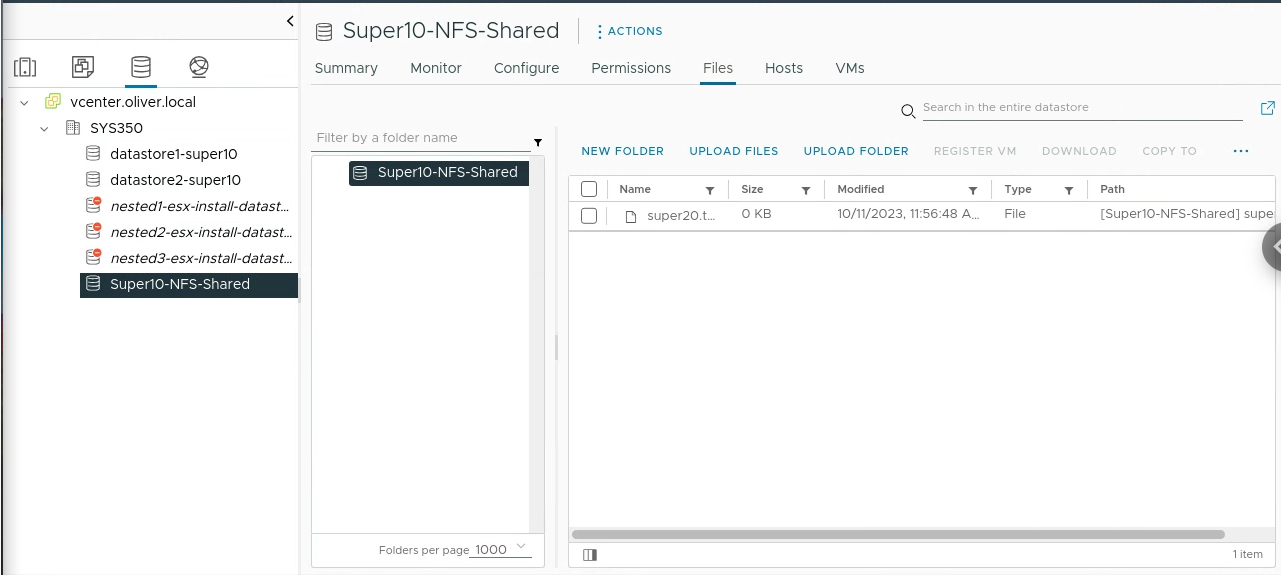 Super10-NFS-Shared
ACTIONS
Summary Monitor Configure Permissions Files Hosts VMs
vcenter.oliver.local
SYS350
datastore1-super10
datastore2-super10
nested1-esx-install-datast...
nested2-esx-install-datast...
nested3-esx-install-datast...
Super10-NFS-Shared
Filter by a folder name
Super10-NFS-Shared
Folders per page 1000
Search in the entire datastore
NEW FOLDER UPLOAD FILES UPLOAD FOLDER REGISTER VM DOWNLOAD COPY TO ...
Name Size Modified Type Path
super20.t... 0 KB 10/11/2023, 11:56:48 A... File [Super10-NFS-Shared] supe
1 item